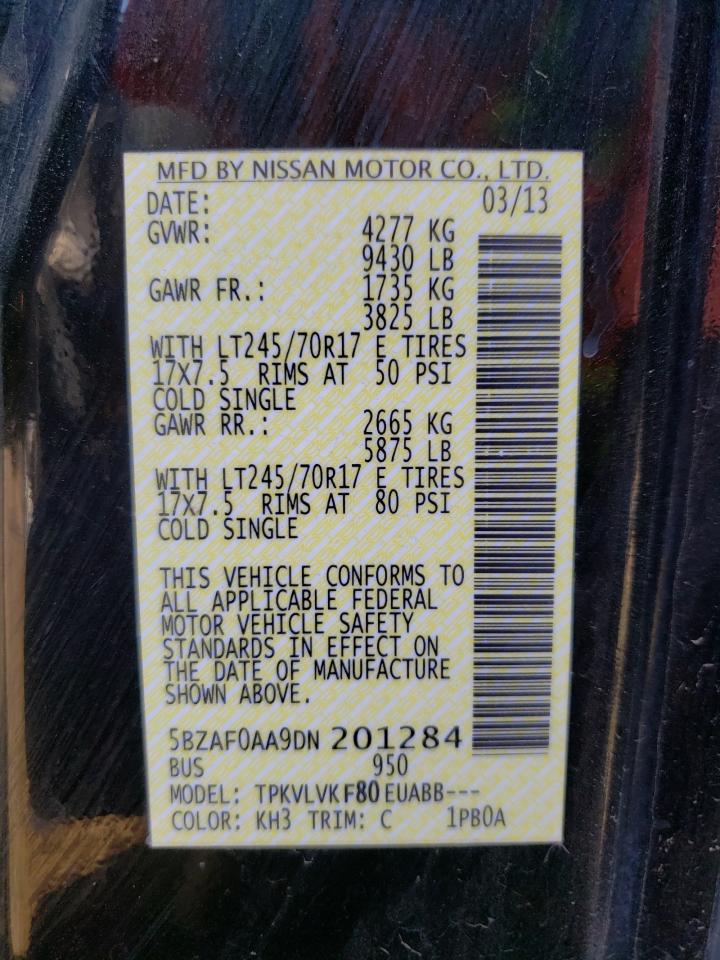 MFD BY NISSAN MOTOR CO., LTD.
DATE: 03/13
GVWR: 4277 KG
9430 LB
GAWR FR.: 1735 KG
3825 LB
WITH LT245/70R17 E TIRES
17X7.5 RIMS AT 50 PSI
COLD SINGLE
GAWR RR.: 2665 KG
5875 LB
WITH LT245/70R17 E TIRES
17X7.5 RIMS AT 80 PSI
COLD SINGLE
THIS VEHICLE CONFORMS TO
ALL APPLICABLE FEDERAL
MOTOR VEHICLE SAFETY
STANDARDS IN EFFECT ON
THE DATE OF MANUFACTURE
SHOWN ABOVE.
5BZAF0AA9DN 201284
BUS 950
MODEL: TPKVLVKF80EUABB---
COLOR: KH3 TRIM: C 1PB0A